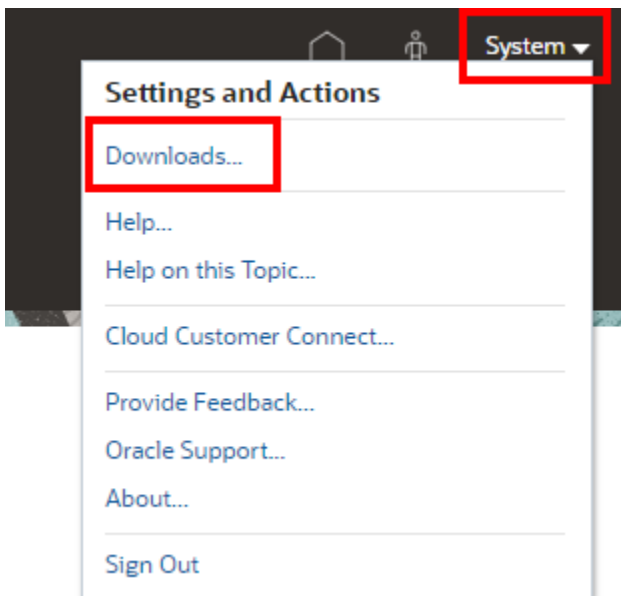 System
Settings and Actions
Downloads...
Help...
Help on this Topic...
Cloud Customer Connect...
Provide Feedback...
Oracle Support...
About...
Sign Out